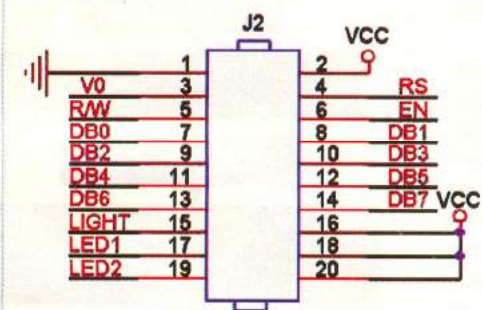 J2
VCC
1 2
V0 3 4 RS
R/W 5 6 EN
DB0 7 8 DB1
DB2 9 10 DB3
DB4 11 12 DB5
DB6 13 14 DB7
VCC
LIGHT 15 16
LED1 17 18
LED2 19 20